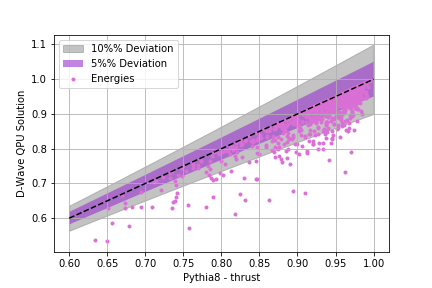 10%% Deviation
5%% Deviation
Energies
D-Wave QPU Solution
1.1
1.0
0.9
0.8
0.7
0.6
0.60 0.65 0.70 0.75 0.80 0.85 0.90 0.95 1.00
Pythia8 - thrust